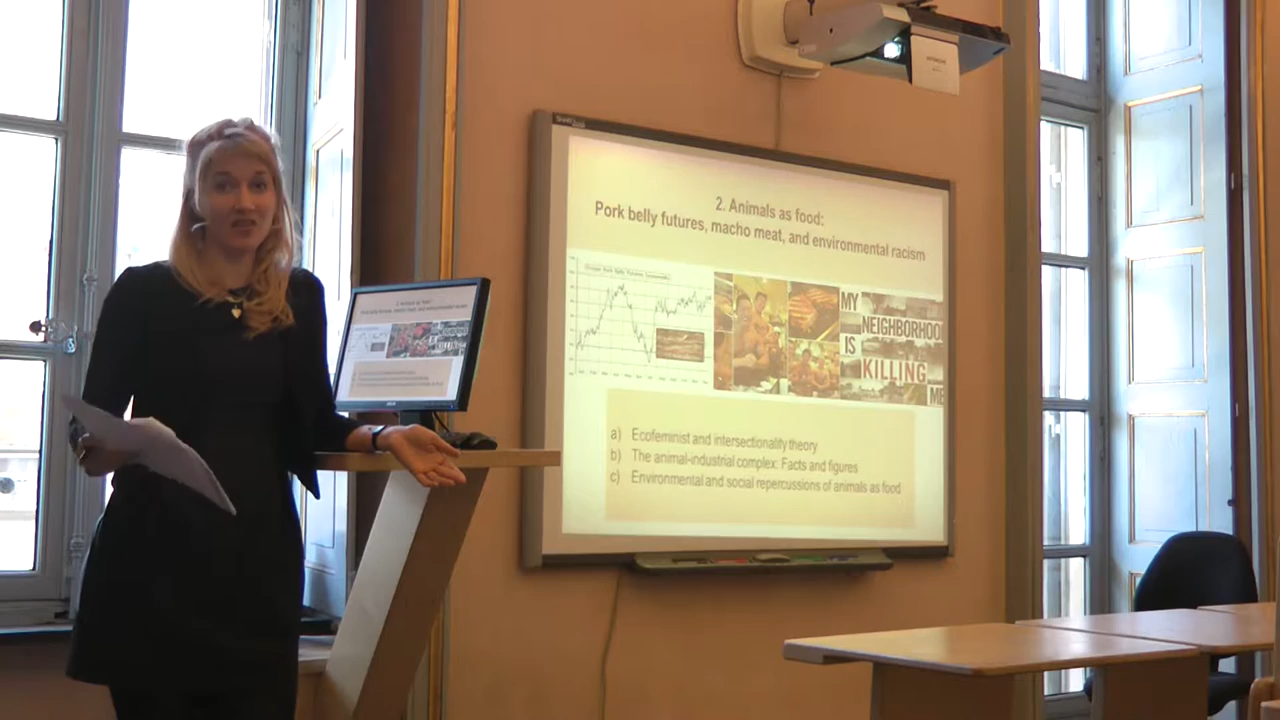 2. Animals as food:
Pork belly futures, macho meat, and environmental racism
MY
NEIGHBORHOO
IS
KILLING
ME
a) Ecofeminist and intersectionality theory
b) The animal-industrial complex: Facts and figures
c) Environmental and social repercussions of animals as food